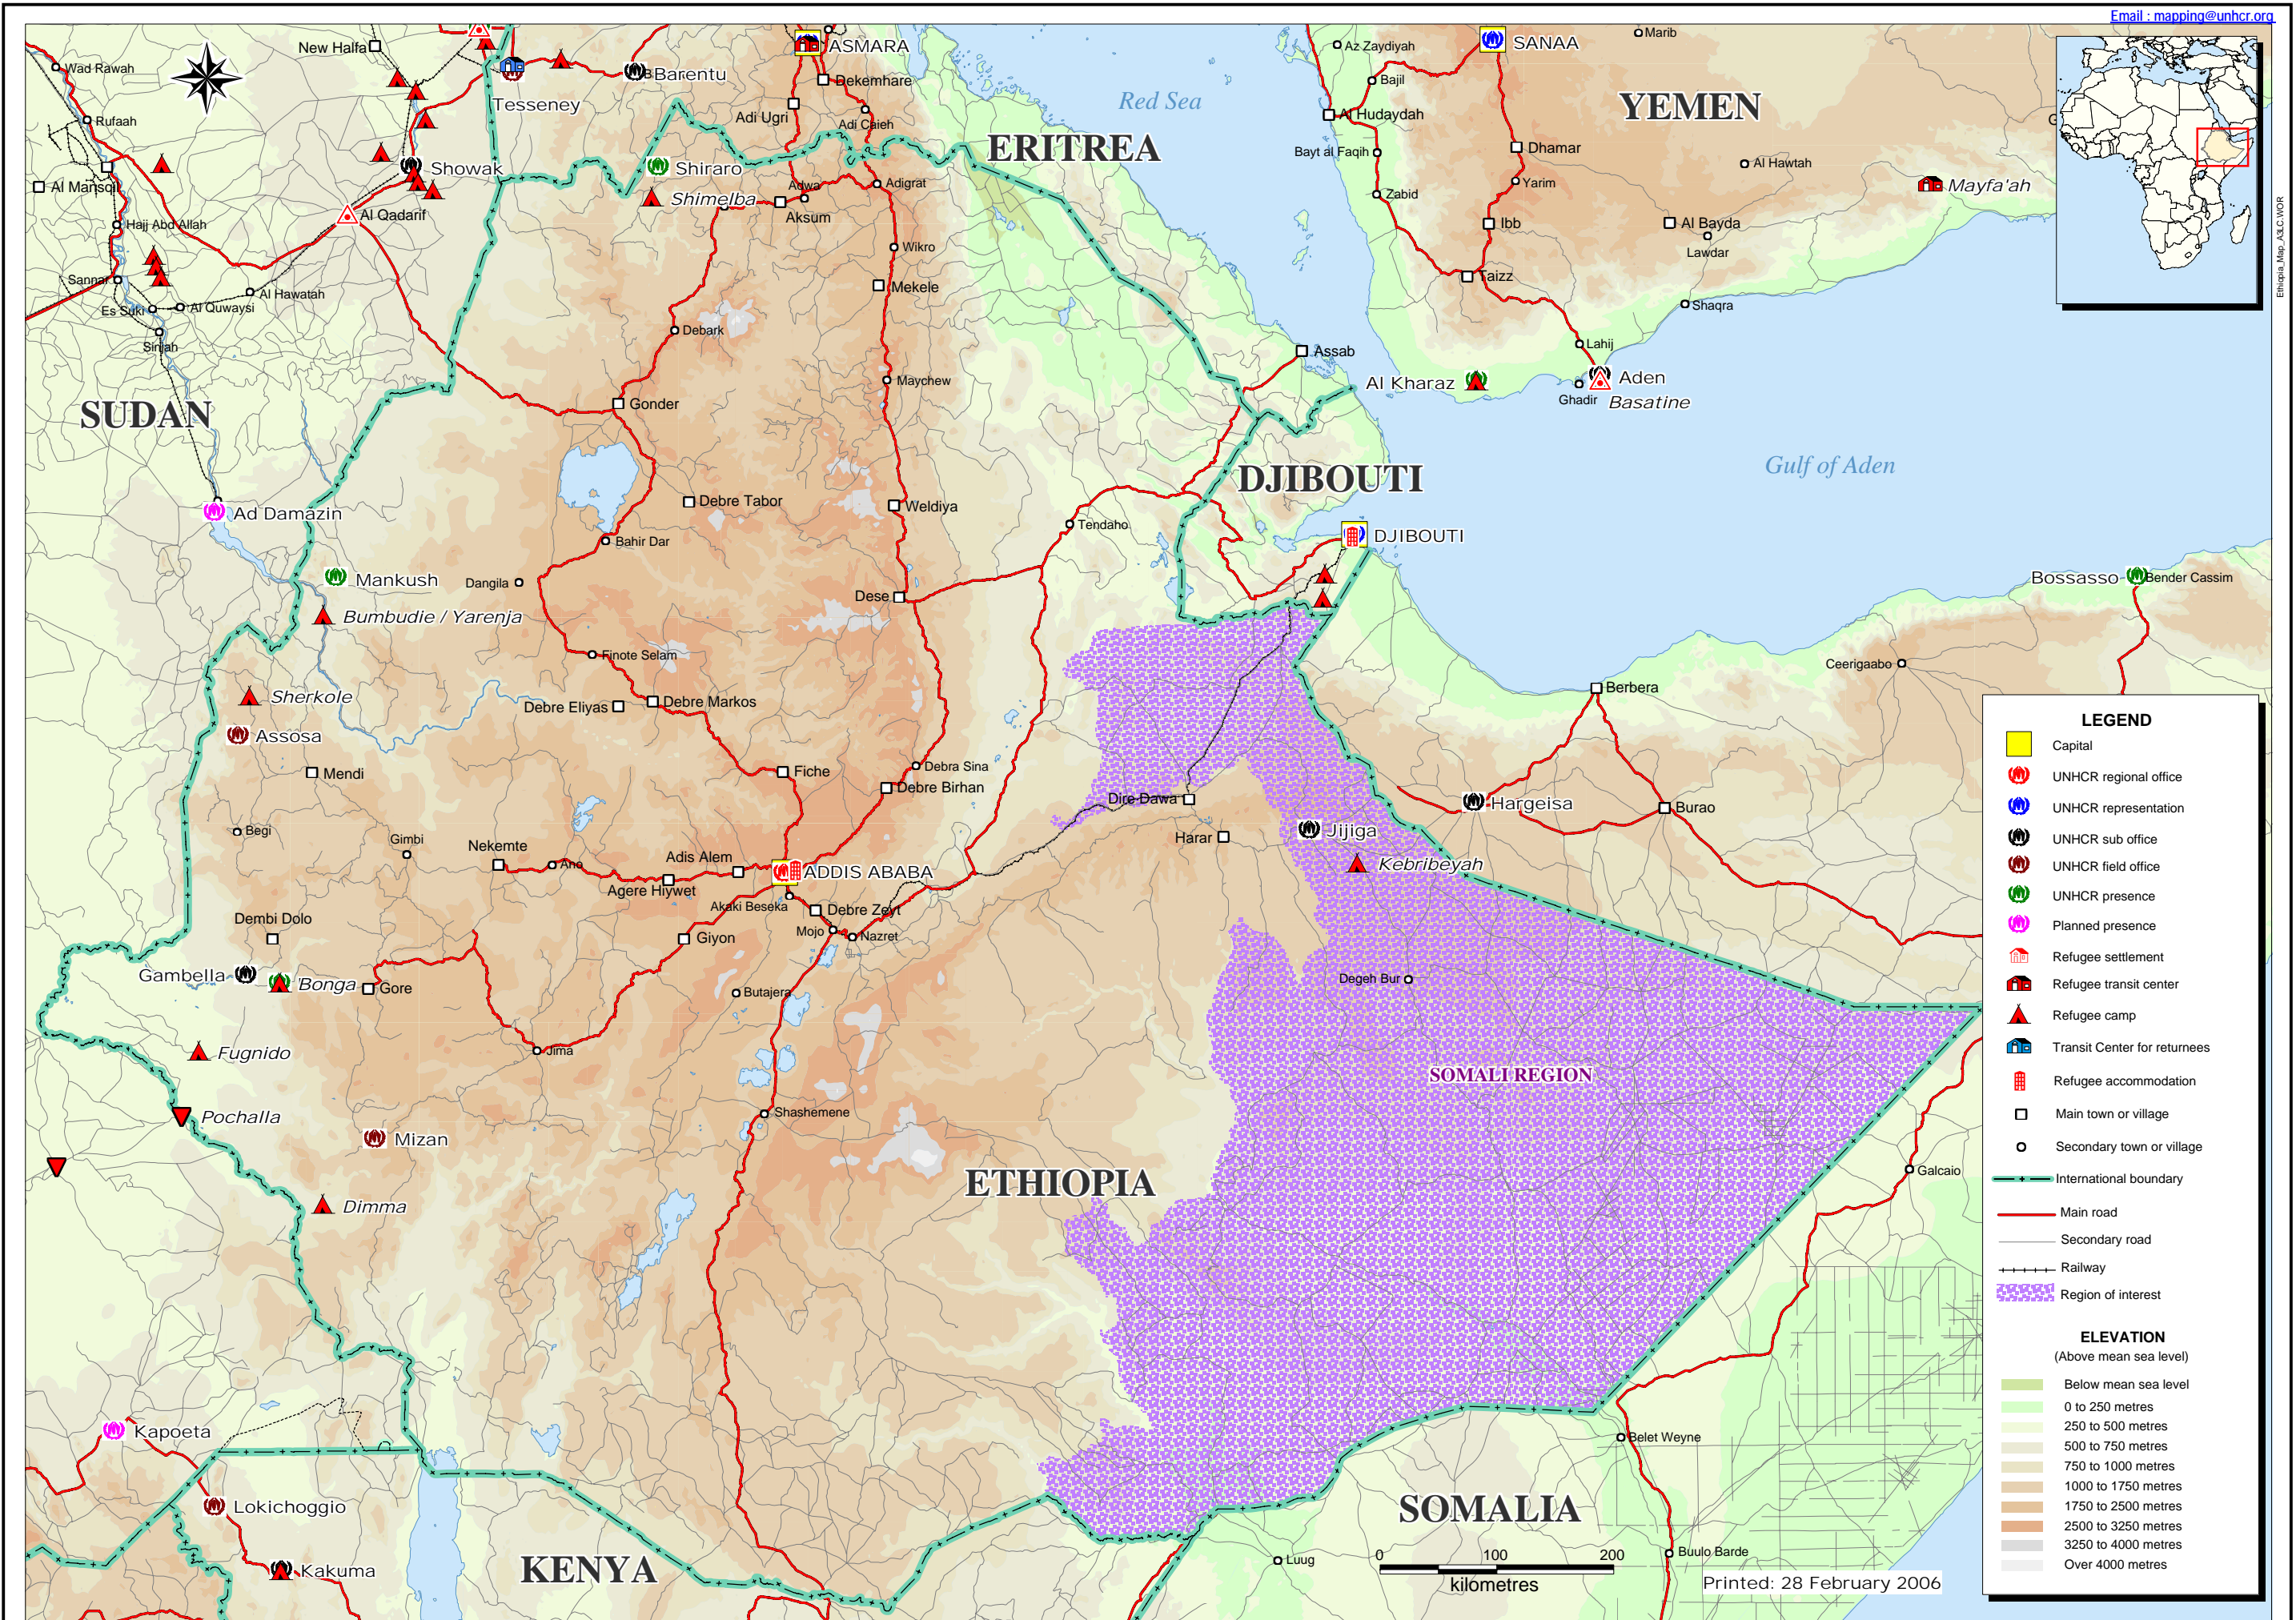 Email : mapping@unhcr.org
Ethiopia_Map_A3LC.WOR
New Halfa
Wad Rawah
Rufaah
Al Mansqil
Hajj Abd Allah
Sannar
Es Suki
Al Quwaysi
Sinjah
Al Hawatah
Showak
Al Qadarif
Tesseney
Barentu
ASMARA
Dekemhare
Adi Ugri
Adi Caieh
ERITREA
Red Sea
Shiraro
Shimelba
Adwa
Aksum
Adigrat
Wikro
Mekele
Debark
Maychew
Gonder
SUDAN
Az Zaydiyah
Bajil
SANAA
Marib
Al Hudaydah
YEMEN
Bayt al Faqih
Dhamar
Al Hawtah
Zabid
Yarim
Mayfa'ah
Ibb
Al Bayda
Lawdar
Taizz
Shaqra
Lahij
Assab
Al Kharaz
Aden
Ghadir
Basatine
Gulf of Aden
DJIBOUTI
DJIBOUTI
Debre Tabor
Weldiya
Tendaho
Bahir Dar
Ad Damazin
Mankush
Dangila
Dese
Bumbudie / Yarenja
Finote Selam
Sherkole
Debre Eliyas
Debre Markos
Assosa
Mendi
Fiche
Debra Sina
Debre Birhan
Begi
Gimbi
Nekemte
Ano
Adis Alem
Agere Hiywet
ADDIS ABABA
Akaki Beseka
Debre Zeyt
Mojo
Nazret
Giyon
Dembi Dolo
Gambella
Bonga
Gore
Butajera
Jima
Fugnido
Pochalla
Mizan
Shashemene
Dimma
Dire Dawa
Harar
Jijiga
Kebribeyah
Hargeisa
Berbera
Burao
Bossasso
Bender Cassim
Ceerigaabo
Degeh Bur
SOMALI REGION
ETHIOPIA
Galcaio
Belet Weyne
Buulo Barde
Luug
SOMALIA
KENYA
Kapoeta
Lokichoggio
Kakuma
0 100 200
kilometres
Printed: 28 February 2006
LEGEND
Capital
UNHCR regional office
UNHCR representation
UNHCR sub office
UNHCR field office
UNHCR presence
Planned presence
Refugee settlement
Refugee transit center
Refugee camp
Transit Center for returnees
Refugee accommodation
Main town or village
Secondary town or village
International boundary
Main road
Secondary road
Railway
Region of interest
ELEVATION
(Above mean sea level)
Below mean sea level
0 to 250 metres
250 to 500 metres
500 to 750 metres
750 to 1000 metres
1000 to 1750 metres
1750 to 2500 metres
2500 to 3250 metres
3250 to 4000 metres
Over 4000 metres